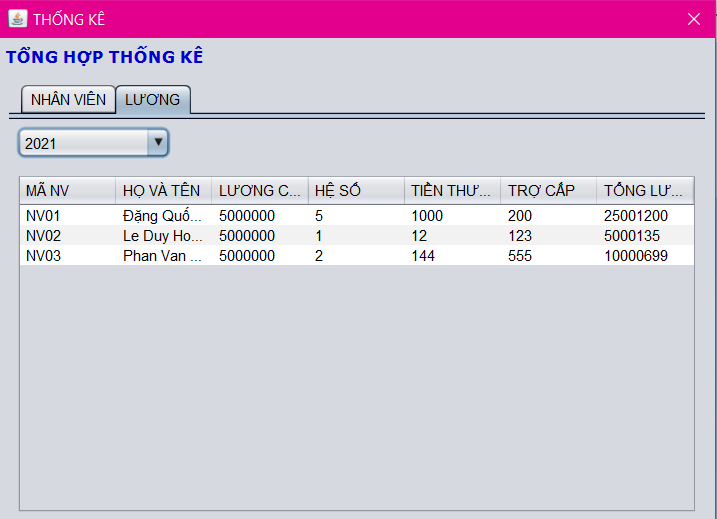 THỐNG KÊ
TỔNG HỢP THỐNG KÊ
NHÂN VIÊN LƯƠNG
2021
MÃ NV HỌ VÀ TÊN LƯƠNG C... HỆ SỐ TIỀN THƯ... TRỢ CẤP TỔNG LƯ...
NV01 Đặng Quố... 5000000 5 1000 200 25001200
NV02 Le Duy Ho... 5000000 1 12 123 5000135
NV03 Phan Van ... 5000000 2 144 555 10000699